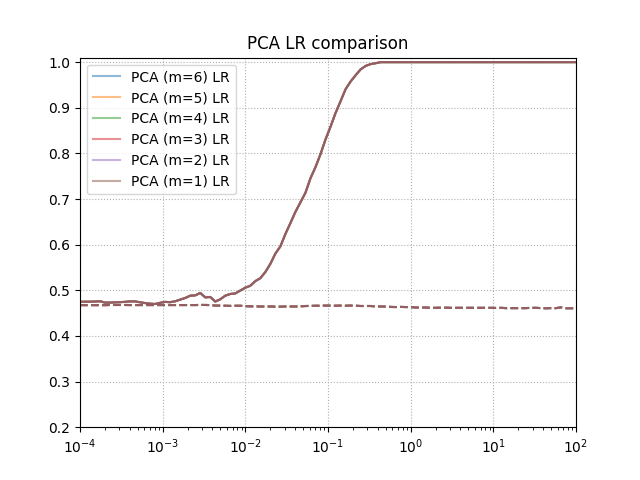 PCA LR comparison
1.0
0.9
0.8
0.7
0.6
0.5
0.4
0.3
0.2
PCA (m=6) LR
PCA (m=5) LR
PCA (m=4) LR
PCA (m=3) LR
PCA (m=2) LR
PCA (m=1) LR
10⁻⁴ 10⁻³ 10⁻² 10⁻¹ 10⁰ 10¹ 10²